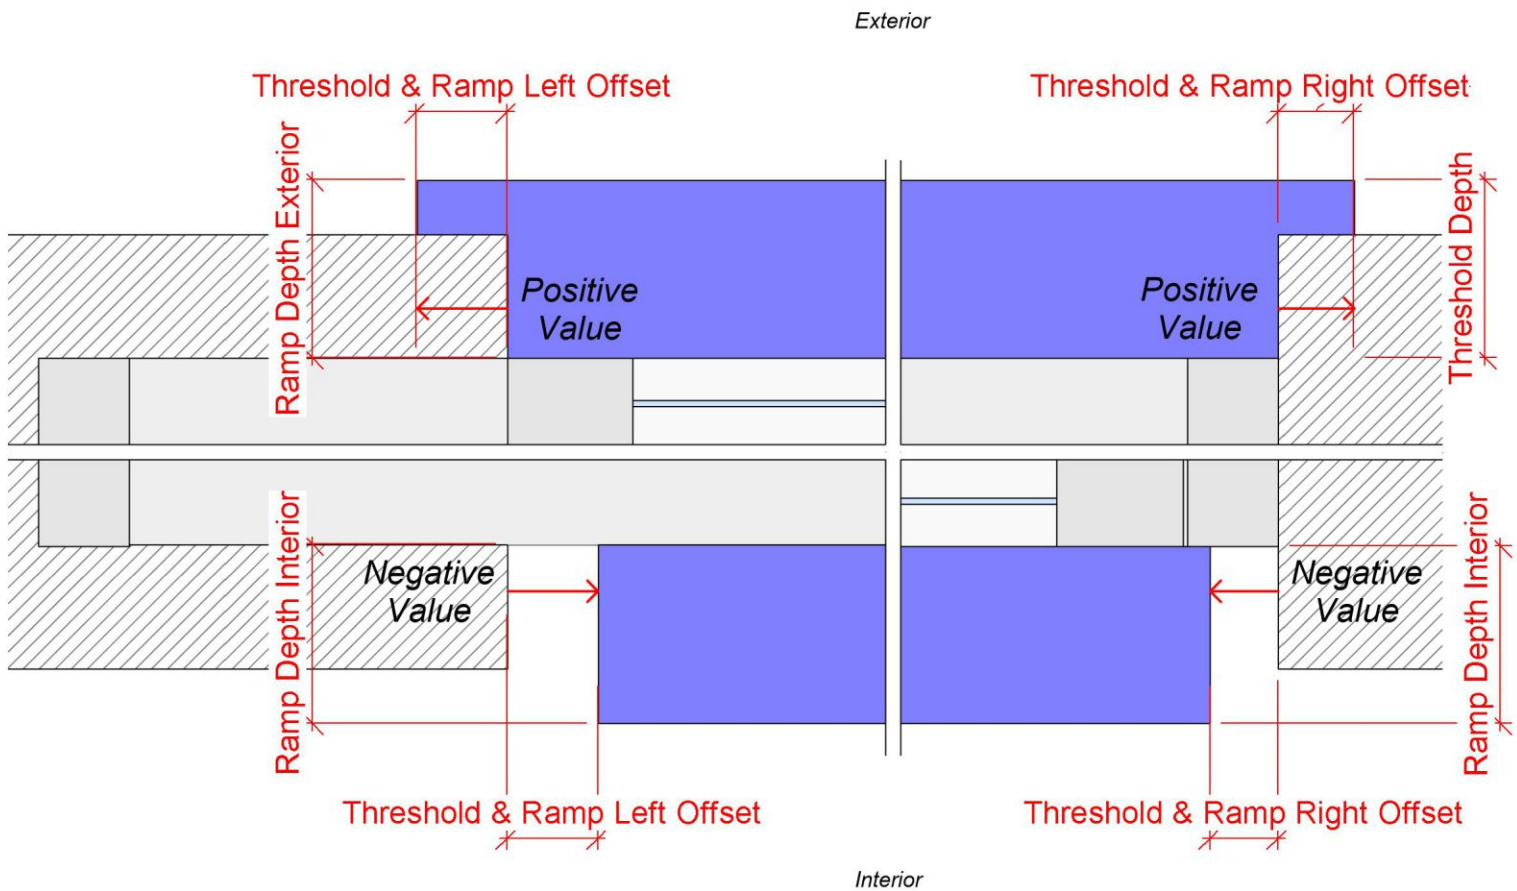 Exterior
Threshold & Ramp Left Offset
Threshold & Ramp Right Offset
Ramp Depth Exterior
Threshold Depth
Positive
Value
Positive
Value
Ramp Depth Interior
Negative
Value
Negative
Value
Ramp Depth Interior
Threshold & Ramp Left Offset
Threshold & Ramp Right Offset
Interior